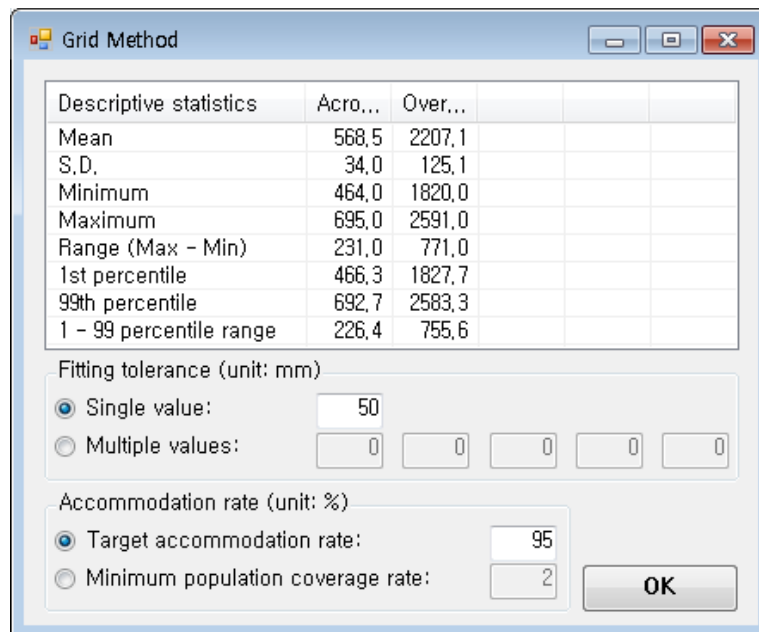 Grid Method
Descriptive statistics Acro,,, Over,,,
Mean 568,5 2207,1
S,D, 34,0 125,1
Minimum 464,0 1820,0
Maximum 695,0 2591,0
Range (Max - Min) 231,0 771,0
1st percentile 466,3 1827,7
99th percentile 692,7 2583,3
1 - 99 percentile range 226,4 755,6
Fitting tolerance (unit: mm)
Single value: 50
Multiple values: 0 0 0 0 0
Accommodation rate (unit: %)
Target accommodation rate: 95
Minimum population coverage rate: 2
OK